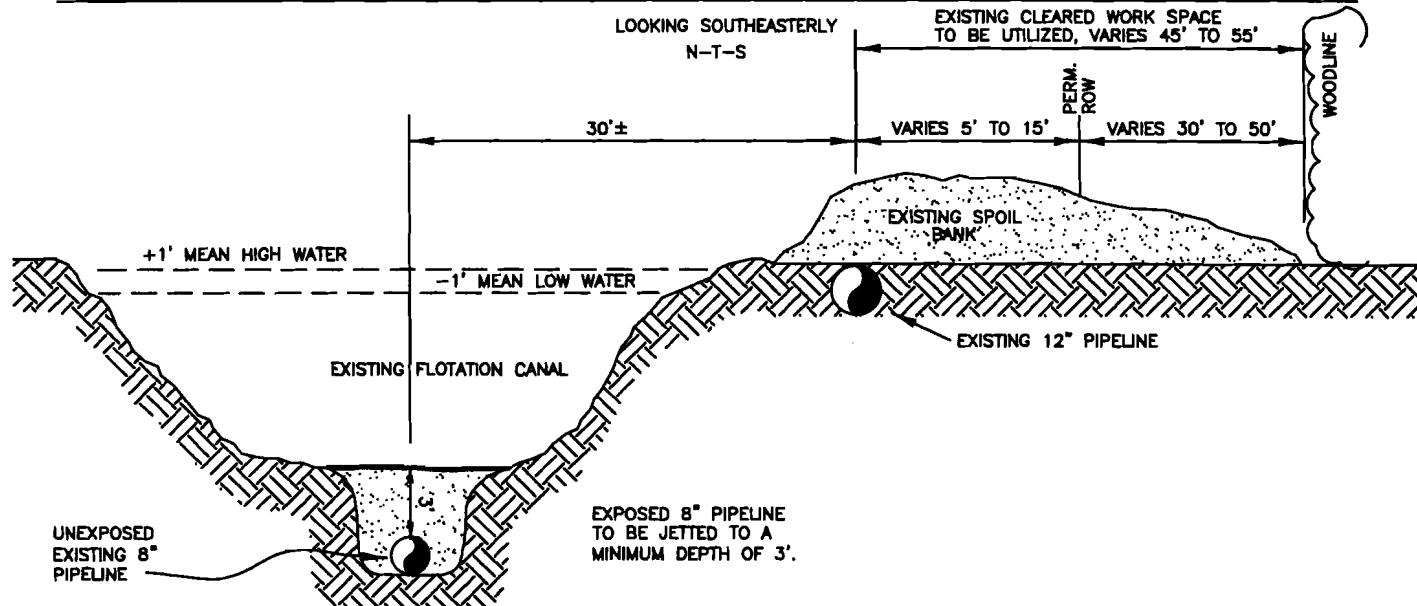 LOOKING SOUTHEASTERLY
N-T-S
EXISTING CLEARED WORK SPACE
TO BE UTILIZED, VARIES 45' TO 55'
WOODLINE
PERM.
ROW
30'±
VARIES 5' TO 15'
VARIES 30' TO 50'
EXISTING SPOIL
BANK
+1' MEAN HIGH WATER
-1' MEAN LOW WATER
EXISTING 12" PIPELINE
EXISTING FLOTATION CANAL
3'
UNEXPOSED
EXISTING 8"
PIPELINE
EXPOSED 8" PIPELINE
TO BE JETTED TO A
MINIMUM DEPTH OF 3'.